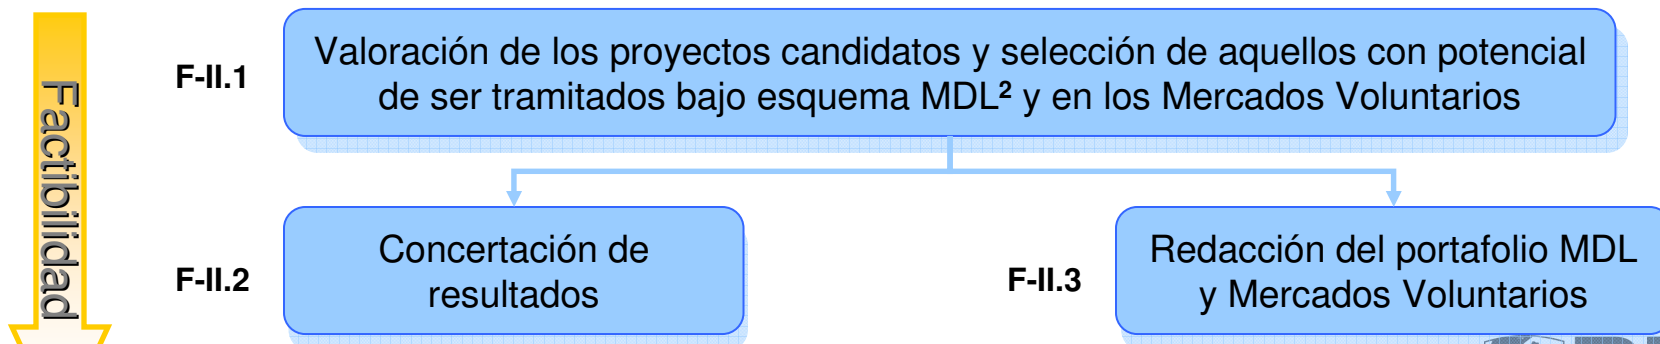 Factibilidad
F-II.1
Valoración de los proyectos candidatos y selección de aquellos con potencial
de ser tramitados bajo esquema MDL² y en los Mercados Voluntarios
F-II.2
Concertación de
resultados
F-II.3
Redacción del portafolio MDL
y Mercados Voluntarios